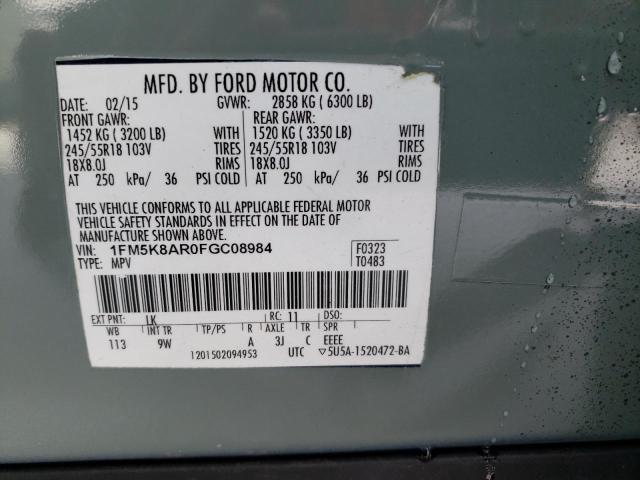 MFD. BY FORD MOTOR CO.
DATE: 02/15 GVWR: 2858 KG ( 6300 LB)
FRONT GAWR: REAR GAWR:
1452 KG ( 3200 LB) WITH 1520 KG ( 3350 LB) WITH
245/55R18 103V TIRES 245/55R18 103V TIRES
18X8.0J RIMS 18X8.0J RIMS
AT 250 kPa/ 36 PSI COLD AT 250 kPa/ 36 PSI COLD
THIS VEHICLE CONFORMS TO ALL APPLICABLE FEDERAL MOTOR
VEHICLE SAFETY STANDARDS IN EFFECT ON THE DATE OF
MANUFACTURE SHOWN ABOVE.
VIN: 1FM5K8AR0FGC08984 F0323
TYPE: MPV T0483
EXT PNT: LK RC: 11 DSO:
WB INT TR TP/PS R AXLE TR SPR
113 9W A 3J C EEEE
1201502094953 UTC ▽5U5A-1520472-BA